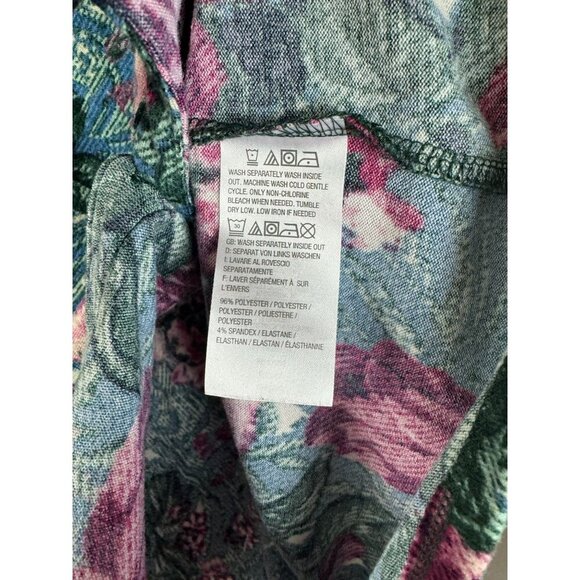 WASH SEPARATELY WASH INSIDE
OUT. MACHINE WASH COLD GENTLE
CYCLE. ONLY NON-CHLORINE
BLEACH WHEN NEEDED. TUMBLE
DRY LOW. LOW IRON IF NEEDED
30
GB: WASH SEPARATELY INSIDE OUT
D: SEPARAT VON LINKS WASCHEN
I: LAVARE AL ROVESCIO
SEPARATAMENTE
F: LAVER SÉPARÉMENT À SUR
L'ENVERS
96% POLYESTER / POLYESTER /
POLYESTER / POLIESTERE /
POLYESTER
4% SPANDEX / ELASTANE /
ELASTHAN / ELASTAN / ÉLASTHANNE